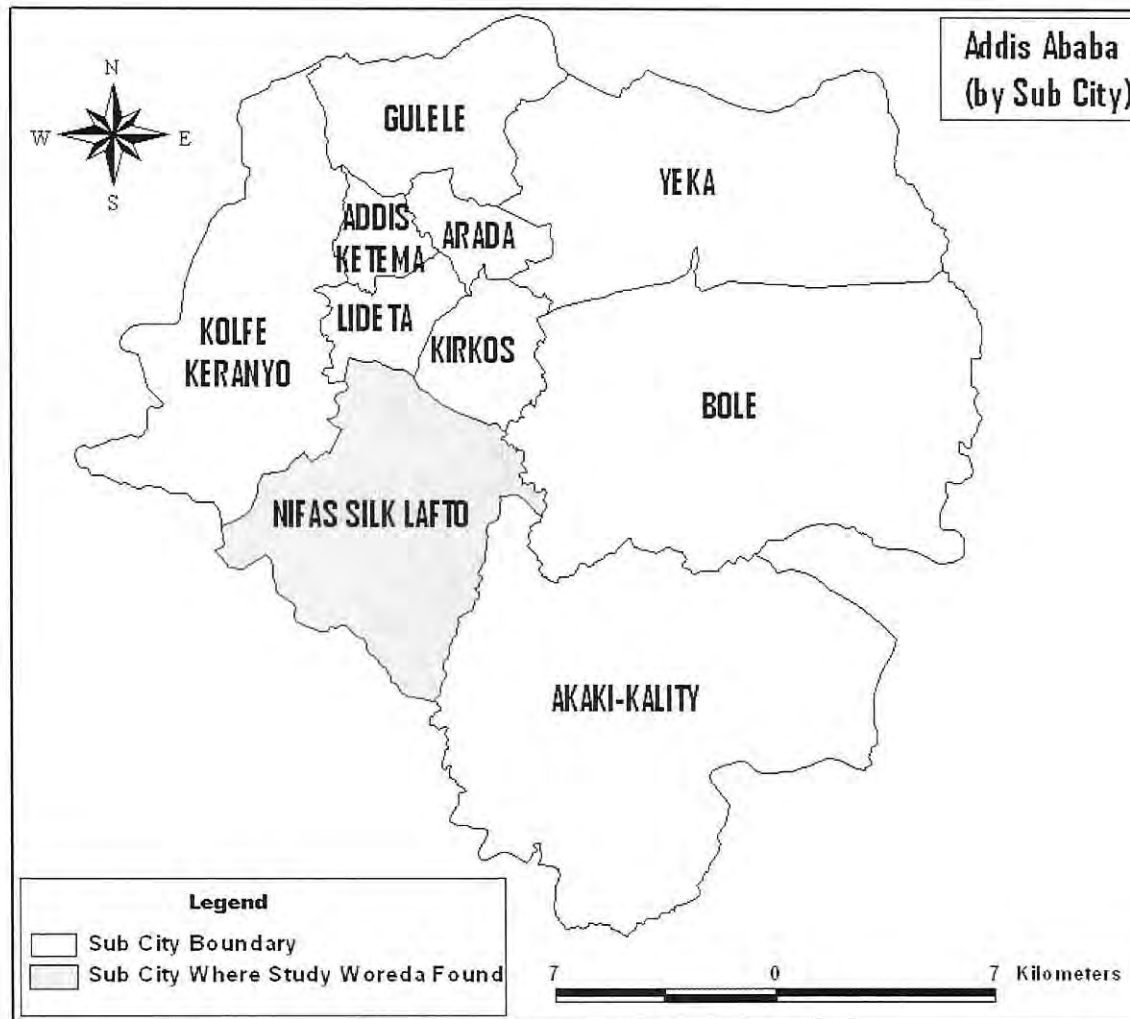 Addis Ababa
(by Sub City)
N
W
E
S
GULELE
YEKA
ADDIS
KETEMA
ARADA
LIDETA
KIRKOS
KOLFE
KERANYO
BOLE
NIFAS SILK LAFTO
AKAKI-KALITY
Legend
Sub City Boundary
Sub City Where Study Woreda Found
7 0 7 Kilometers